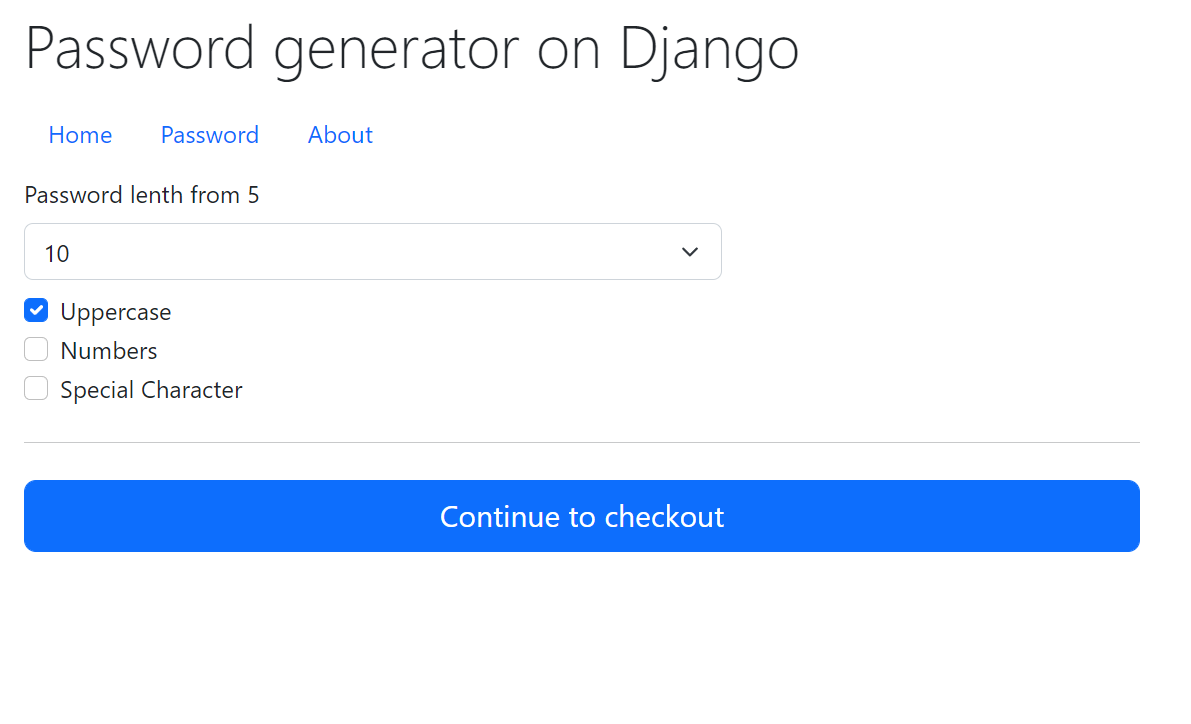 Password generator on Django
Home Password About
Password lenth from 5
10
Uppercase
Numbers
Special Character
Continue to checkout